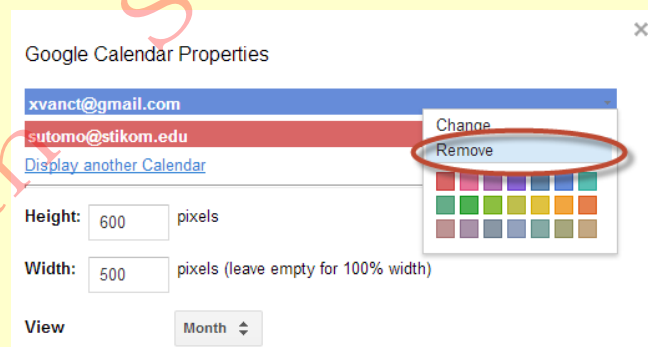 Google Calendar Properties
xvanct@gmail.com
sutomo@stikom.edu
Change
Remove
Display another Calendar
Height: 600 pixels
Width: 500 pixels (leave empty for 100% width)
View Month